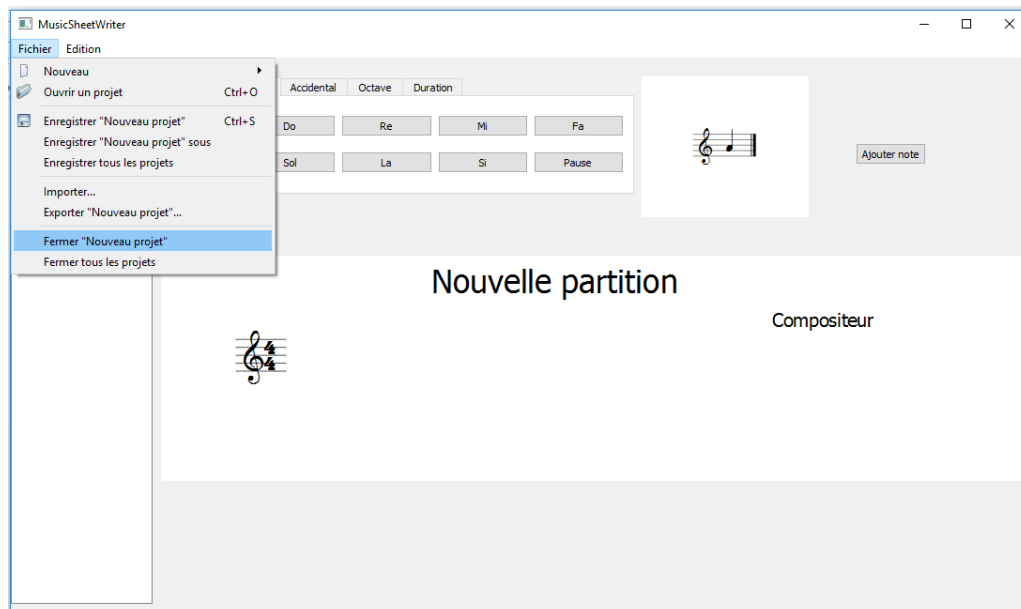 MusicSheetWriter
Fichier Edition
Nouveau
Ouvrir un projet Ctrl+O
Enregistrer "Nouveau projet" Ctrl+S
Enregistrer "Nouveau projet" sous
Enregistrer tous les projets
Importer...
Exporter "Nouveau projet"...
Fermer "Nouveau projet"
Fermer tous les projets
Accidental Octave Duration
Do Re Mi Fa
Sol La Si Pause
Ajouter note
Nouvelle partition
Compositeur
4
4